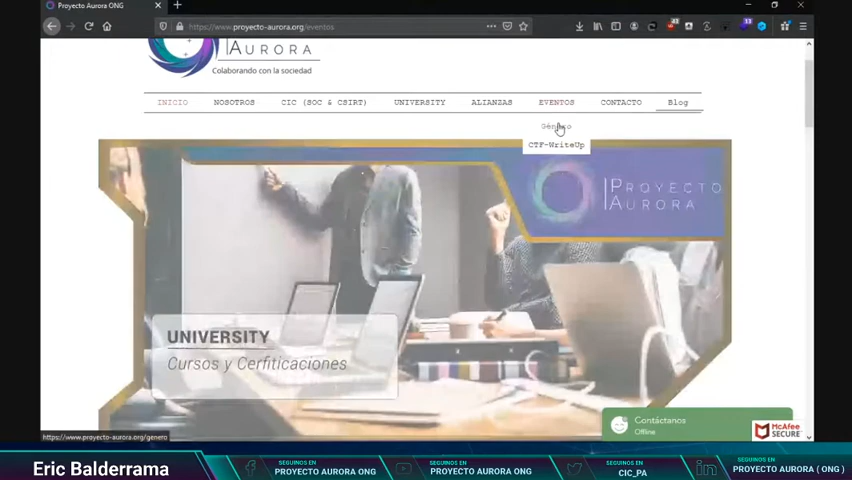 Proyecto Aurora ONG
https://www.proyecto-aurora.org/eventos
AURORA
Colaborando con la sociedad
INICIO NOSOTROS CIC (SOC & CSIRT) UNIVERSITY ALIANZAS EVENTOS CONTACTO Blog
Género
CTF-WriteUp
PROYECTO
AURORA
UNIVERSITY
Cursos y Cerfiticaciones
Contáctanos
Offline
McAfee
SECURE
https://www.proyecto-aurora.org/genero
Eric Balderrama
SEGUINOS EN
PROYECTO AURORA ONG
SEGUINOS EN
PROYECTO AURORA ONG
SEGUINOS EN
CIC_PA
SEGUINOS EN
PROYECTO AURORA ( ONG )